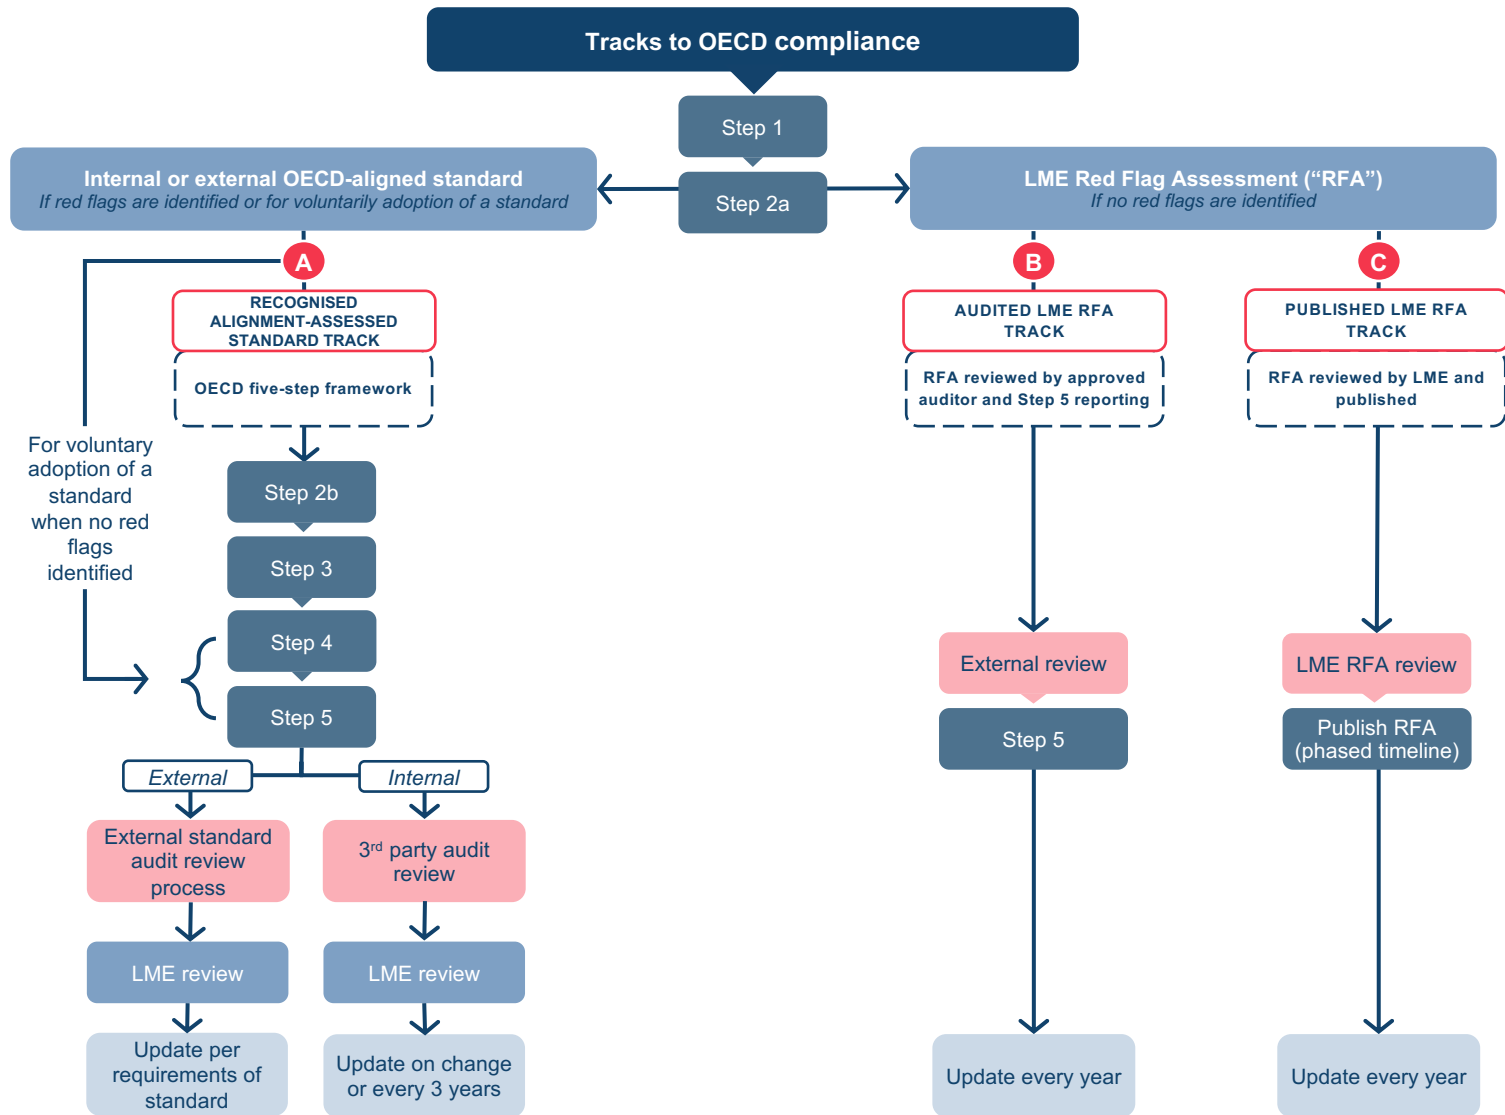 Tracks to OECD compliance
Step 1
Step 2a
Internal or external OECD-aligned standard
If red flags are identified or for voluntarily adoption of a standard
LME Red Flag Assessment (“RFA”)
If no red flags are identified
A
RECOGNISED
ALIGNMENT-ASSESSED
STANDARD TRACK
OECD five-step framework
For voluntary
adoption of a
standard
when no red
flags
identified
Step 2b
Step 3
Step 4
Step 5
External
Internal
External standard
audit review
process
3rd party audit
review
LME review
LME review
Update per
requirements of
standard
Update on change
or every 3 years
B
AUDITED LME RFA
TRACK
RFA reviewed by approved
auditor and Step 5 reporting
External review
Step 5
Update every year
C
PUBLISHED LME RFA
TRACK
RFA reviewed by LME and
published
LME RFA review
Publish RFA
(phased timeline)
Update every year